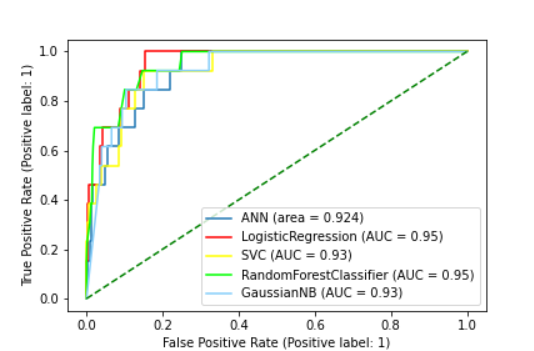 True Positive Rate (Positive label: 1)
1.0
0.8
0.6
0.4
0.2
0.0
ANN (area = 0.924)
LogisticRegression (AUC = 0.95)
SVC (AUC = 0.93)
RandomForestClassifier (AUC = 0.95)
GaussianNB (AUC = 0.93)
0.0 0.2 0.4 0.6 0.8 1.0
False Positive Rate (Positive label: 1)